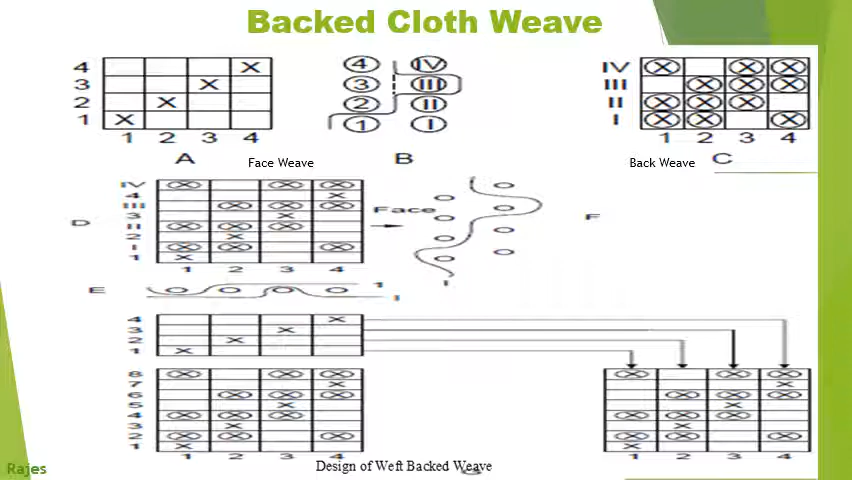 Backed Cloth Weave
4
3
2
1
1 2 3 4
A
Face Weave
4 IV
3 III
2 II
1 I
B
IV
III
II
I
1 2 3 4
Back Weave
C
D
IV
4
III
3
II
2
I
1
1 2 3 4
Face
I
F
E
1
I
4
3
2
1
8
7
6
5
4
3
2
1
1 2 3 4
1 2 3 4
Design of Weft Backed Weave
G
Rajes